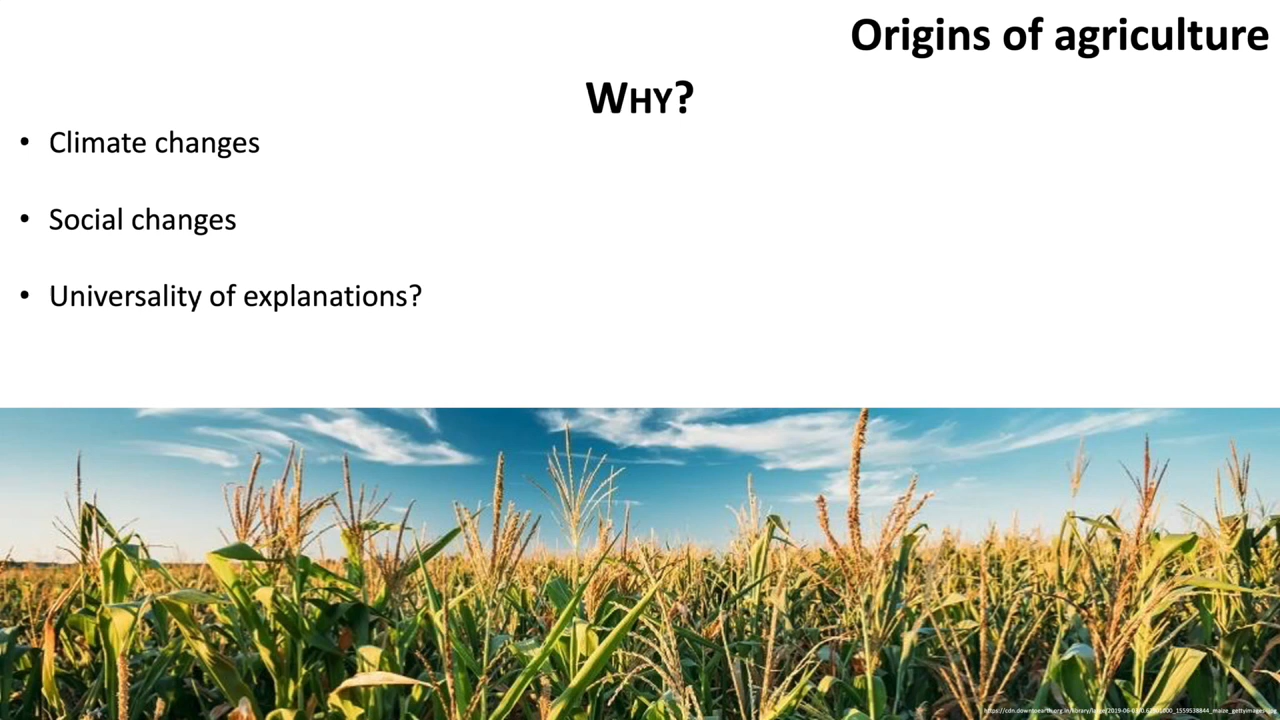 Origins of agriculture
WHY?
• Climate changes
• Social changes
• Universality of explanations?